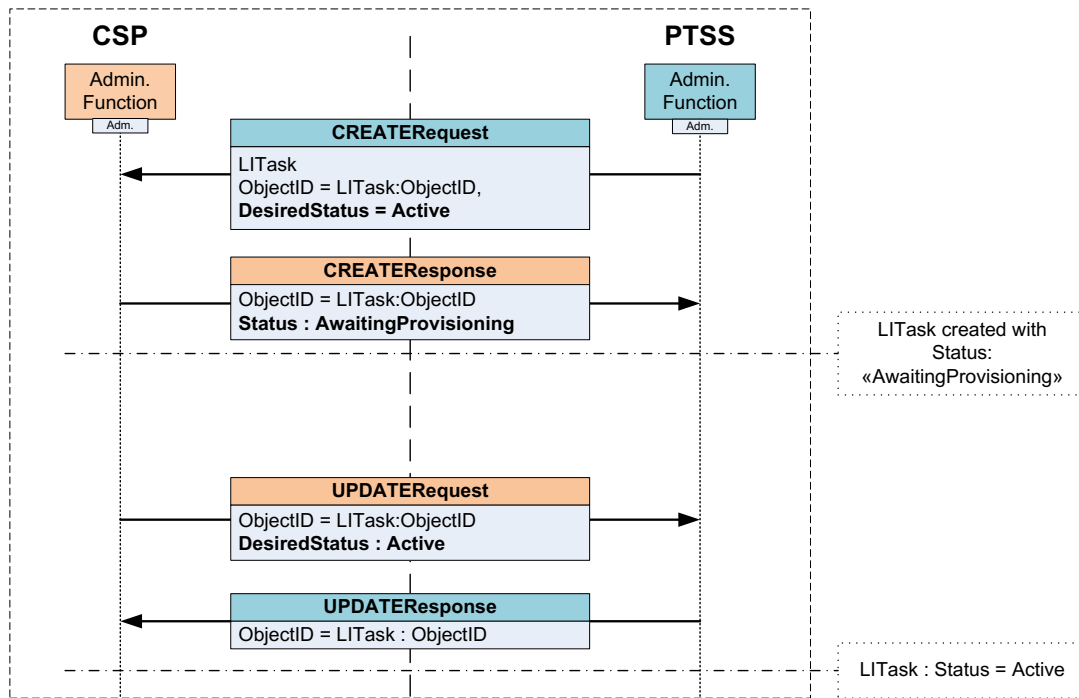 CSP
PTSS
Admin.
Function
Adm.
Admin.
Function
Adm.
CREATERequest
LITask
ObjectID = LITask:ObjectID,
DesiredStatus = Active
CREATEResponse
ObjectID = LITask:ObjectID
Status : AwaitingProvisioning
LITask created with
Status:
«AwaitingProvisioning»
UPDATERequest
ObjectID = LITask:ObjectID
DesiredStatus : Active
UPDATEResponse
ObjectID = LITask : ObjectID
LITask : Status = Active